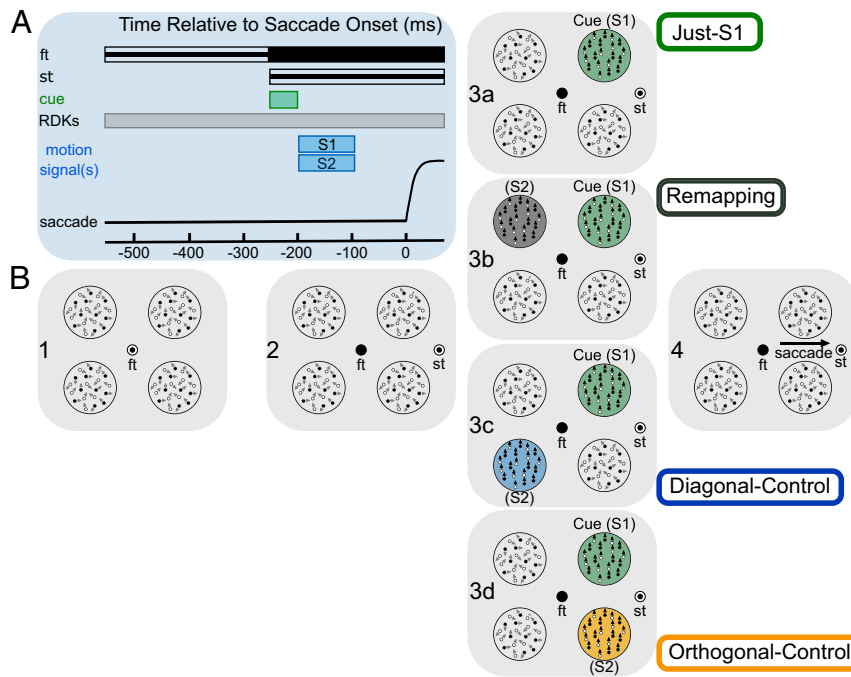 A
Time Relative to Saccade Onset (ms)
ft
st
cue
RDKs
motion
signal(s)
S1
S2
saccade
-500 -400 -300 -200 -100 0
B
1
ft
2
ft
st
3a
Cue (S1)
ft
st
Just-S1
3b
(S2)
Cue (S1)
ft
st
Remapping
3c
Cue (S1)
ft
st
(S2)
Diagonal-Control
3d
Cue (S1)
ft
st
(S2)
Orthogonal-Control
4
saccade
ft
st